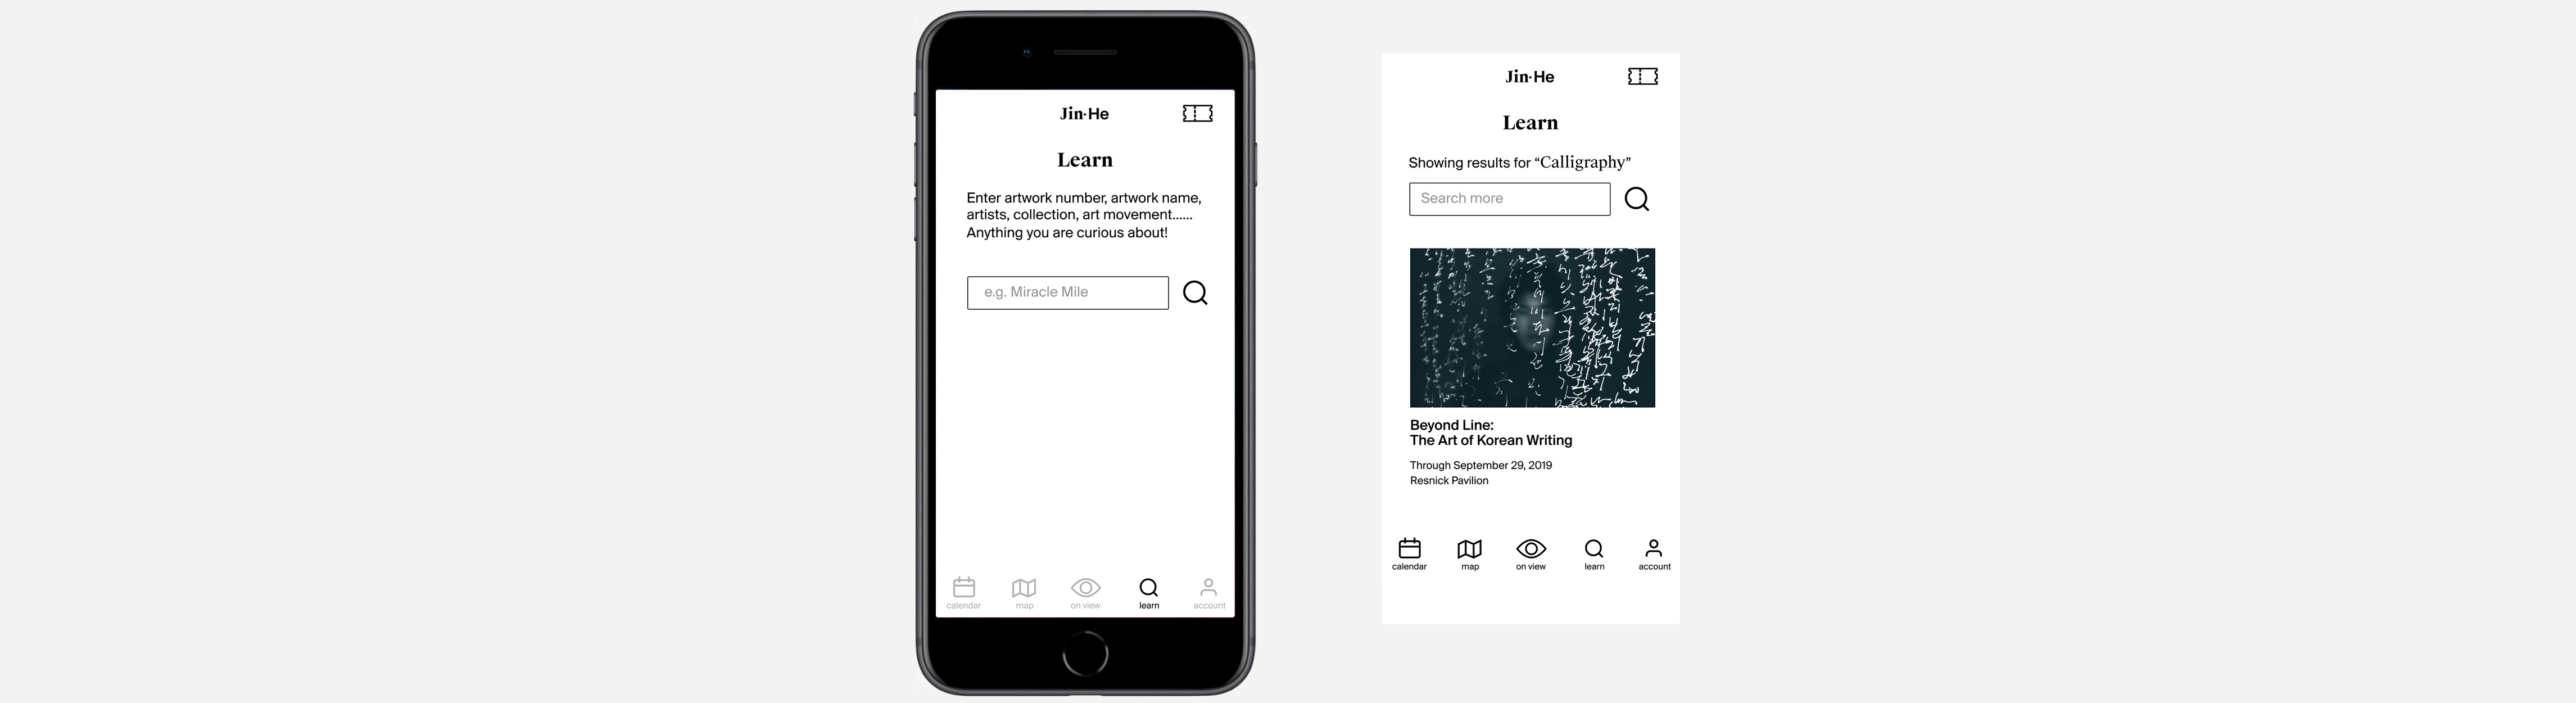 Jin·He
Learn
Enter artwork number, artwork name,
artists, collection, art movement......
Anything you are curious about!
e.g. Miracle Mile
calendar
map
on view
learn
account
Jin·He
Learn
Showing results for “Calligraphy”
Search more
Beyond Line:
The Art of Korean Writing
Through September 29, 2019
Resnick Pavilion
calendar
map
on view
learn
account